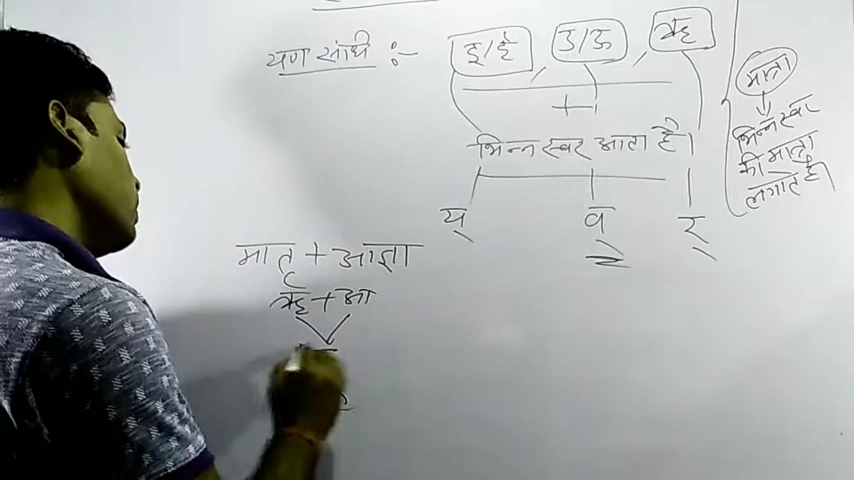 यण संधि :- इ/ई / उ/ऊ / ऋ
+
भिन्न स्वर आता है।
य व र
मात्रा
भिन्न स्वर
की मात्रा
लगाते है
मातृ + आज्ञा
ऋ + आ